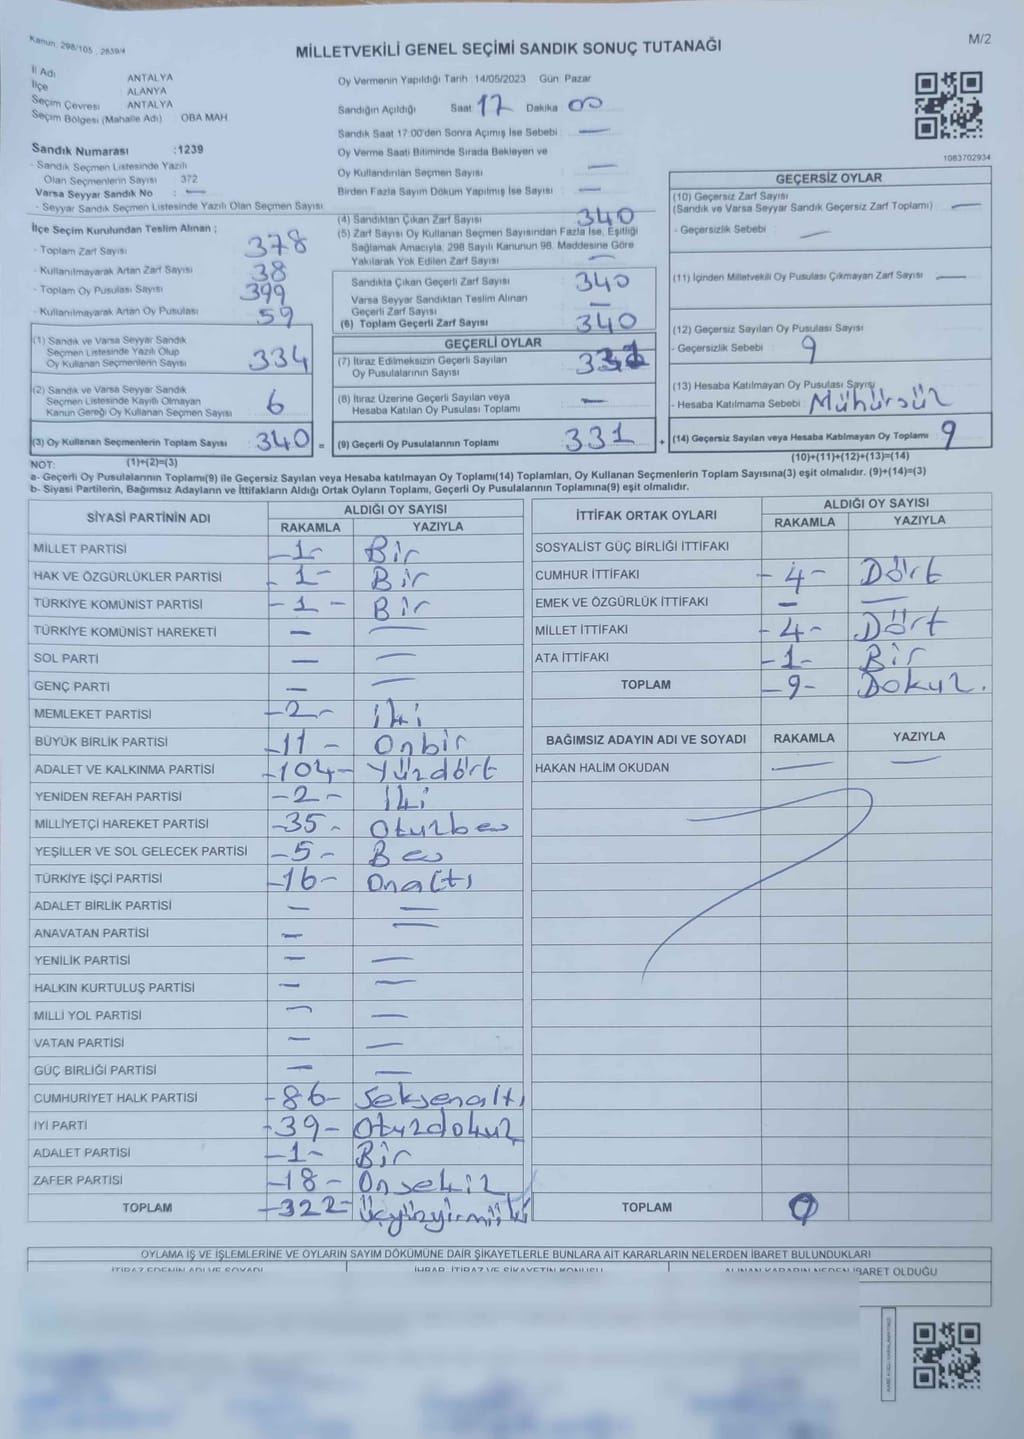 Kanun: 298/105 : 2839/4
MİLLETVEKİLİ GENEL SEÇİMİ SANDIK SONUÇ TUTANAĞI
M/2
İl Adı ANTALYA
İlçe ALANYA
Seçim Çevresi ANTALYA
Seçim Bölgesi (Mahalle Adı) OBA MAH.
Sandık Numarası :1239
- Sandık Seçmen Listesinde Yazılı
Olan Seçmenlerin Sayısı 372
Varsa Seyyar Sandık No : —
- Seyyar Sandık Seçmen Listesinde Yazılı Olan Seçmen Sayısı
İlçe Seçim Kurulundan Teslim Alınan ;
- Toplam Zarf Sayısı 378
- Kullanılmayarak Artan Zarf Sayısı 38
- Toplam Oy Pusulası Sayısı 399
- Kullanılmayarak Artan Oy Pusulası 59
(1) Sandık ve Varsa Seyyar Sandık
Seçmen Listesinde Yazılı Olup
Oy Kullanan Seçmenlerin Sayısı 334
(2) Sandık ve Varsa Seyyar Sandık
Seçmen Listesinde Kayıtlı Olmayan
Kanun Gereği Oy Kullanan Seçmen Sayısı 6
(3) Oy Kullanan Seçmenlerin Toplam Sayısı 340 =
(1)+(2)=(3)
Oy Vermenin Yapıldığı Tarih :14/05/2023 Gün Pazar
Sandığın Açıldığı Saat 17 Dakika 00
Sandık Saat 17:00'den Sonra Açımış İse Sebebi : —
Oy Verme Saati Bitiminde Sırada Bekleyen ve
Oy Kullandırılan Seçmen Sayısı —
Birden Fazla Sayım Döküm Yapılmış İse Sayısı —
(4) Sandıktan Çıkan Zarf Sayısı 340
(5) Zarf Sayısı Oy Kullanan Seçmen Sayısından Fazla İse, Eşitliği
Sağlamak Amacıyla, 298 Sayılı Kanunun 98. Maddesine Göre
Yakılarak Yok Edilen Zarf Sayısı —
Sandıkta Çıkan Geçerli Zarf Sayısı 340
Varsa Seyyar Sandıktan Teslim Alınan
Geçerli Zarf Sayısı —
(6) Toplam Geçerli Zarf Sayısı 340
GEÇERLİ OYLAR
(7) İtiraz Edilmeksizin Geçerli Sayılan
Oy Pusulalarının Sayısı
(8) İtiraz Üzerine Geçerli Sayılan veya
Hesaba Katılan Oy Pusulası Toplamı —
(9) Geçerli Oy Pusulalarının Toplamı 331 +
1083702934
GEÇERSİZ OYLAR
(10) Geçersiz Zarf Sayısı
(Sandık ve Varsa Seyyar Sandık Geçersiz Zarf Toplamı) —
- Geçersizlik Sebebi : —
(11) İçinden Milletvekili Oy Pusulası Çıkmayan Zarf Sayısı —
(12) Geçersiz Sayılan Oy Pusulası Sayısı
- Geçersizlik Sebebi : 9
(13) Hesaba Katılmayan Oy Pusulası Sayısı
- Hesaba Katılmama Sebebi : Mühürsüz
(14) Geçersiz Sayılan veya Hesaba Katılmayan Oy Toplamı 9
(10)+(11)+(12)+(13)=(14)
NOT:
a- Geçerli Oy Pusulalarının Toplamı(9) ile Geçersiz Sayılan veya Hesaba katılmayan Oy Toplamı(14) Toplamları, Oy Kullanan Seçmenlerin Toplam Sayısına(3) eşit olmalıdır. (9)+(14)=(3)
b- Siyasi Partilerin, Bağımsız Adayların ve İttifakların Aldığı Ortak Oyların Toplamı, Geçerli Oy Pusulalarının Toplamına(9) eşit olmalıdır.
SİYASİ PARTİNİN ADI ALDIĞI OY SAYISI
RAKAMLA YAZIYLA
MİLLET PARTİSİ -1- Bir
HAK VE ÖZGÜRLÜKLER PARTİSİ - 1 - Bir
TÜRKİYE KOMÜNİST PARTİSİ - 1 - Bir
TÜRKİYE KOMÜNİST HAREKETİ — —
SOL PARTİ — —
GENÇ PARTİ — —
MEMLEKET PARTİSİ -2- iki
BÜYÜK BİRLİK PARTİSİ -11- Onbir
ADALET VE KALKINMA PARTİSİ -104- Yüzdört
YENİDEN REFAH PARTİSİ -2- iki
MİLLİYETÇİ HAREKET PARTİSİ -35- Oturbeş
YEŞİLLER VE SOL GELECEK PARTİSİ -5- Beş
TÜRKİYE İŞÇİ PARTİSİ -16- Onaltı
ADALET BİRLİK PARTİSİ — —
ANAVATAN PARTİSİ — —
YENİLİK PARTİSİ — —
HALKIN KURTULUŞ PARTİSİ — —
MİLLİ YOL PARTİSİ — —
VATAN PARTİSİ — —
GÜÇ BİRLİĞİ PARTİSİ — —
CUMHURİYET HALK PARTİSİ -86- Seksenaltı
İYİ PARTİ -39- Otuzdokuz
ADALET PARTİSİ -1- Bir
ZAFER PARTİSİ -18- Onsekiz
TOPLAM -322- Üçyüzyirmiiki
İTTİFAK ORTAK OYLARI ALDIĞI OY SAYISI
RAKAMLA YAZIYLA
SOSYALİST GÜÇ BİRLİĞİ İTTİFAKI
CUMHUR İTTİFAKI - 4 - Dört
EMEK VE ÖZGÜRLÜK İTTİFAKI — —
MİLLET İTTİFAKI -4- Dört
ATA İTTİFAKI -1- Bir
TOPLAM -9- Dokuz.
BAĞIMSIZ ADAYIN ADI VE SOYADI RAKAMLA YAZIYLA
HAKAN HALİM OKUDAN — —
TOPLAM
OYLAMA İŞ VE İŞLEMLERİNE VE OYLARIN SAYIM DÖKÜMÜNE DAİR ŞİKAYETLERLE BUNLARA AİT KARARLARIN NELERDEN İBARET BULUNDUKLARI
İTİRAZ EDENİN ADI VE SOYADI İHBAR, İTİRAZ VE ŞİKAYETİN KONUSU ALINAN KARARIN NEDEN İBARET OLDUĞU